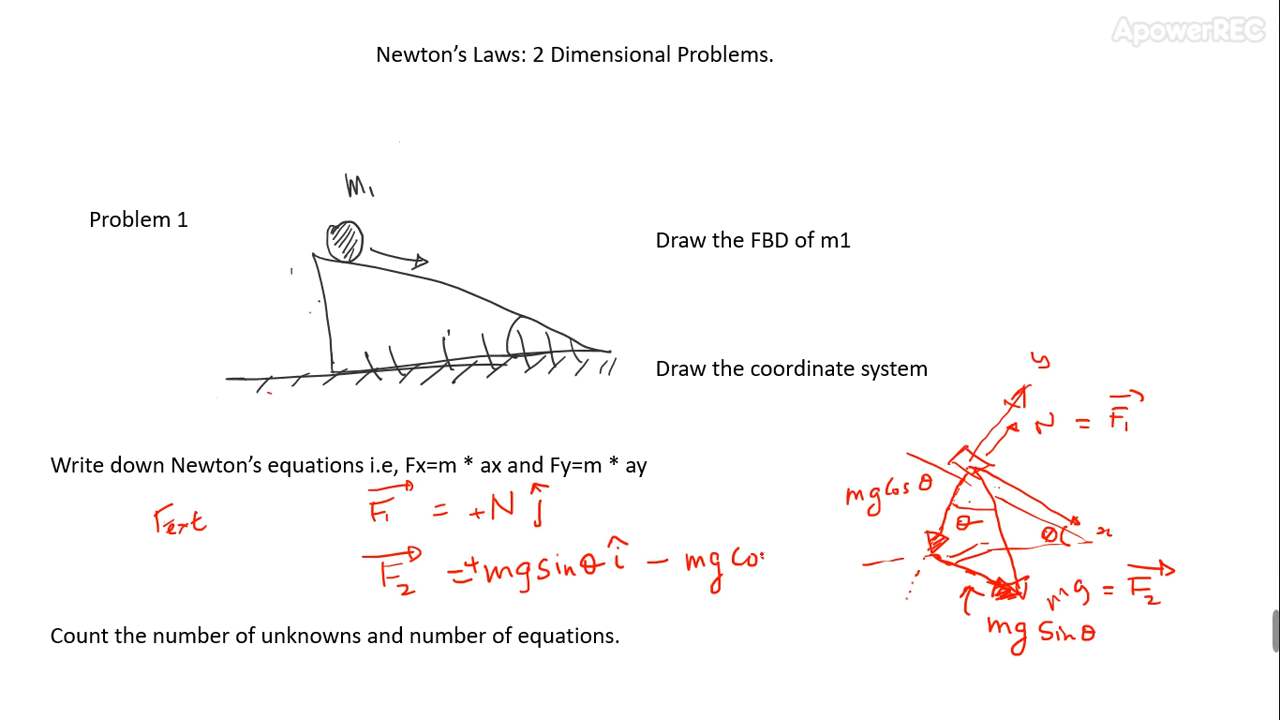 ApowerREC
Newton's Laws: 2 Dimensional Problems.
m₁
Problem 1
Draw the FBD of m1
Draw the coordinate system
y
N = F₁
Write down Newton's equations i.e, Fx=m * ax and Fy=m * ay
mg cos θ
F₁ = +N ĵ
Fext
θ
θ
x
F₂ = + mg sin θ î − mg co
mg = F₂
mg sin θ
Count the number of unknowns and number of equations.